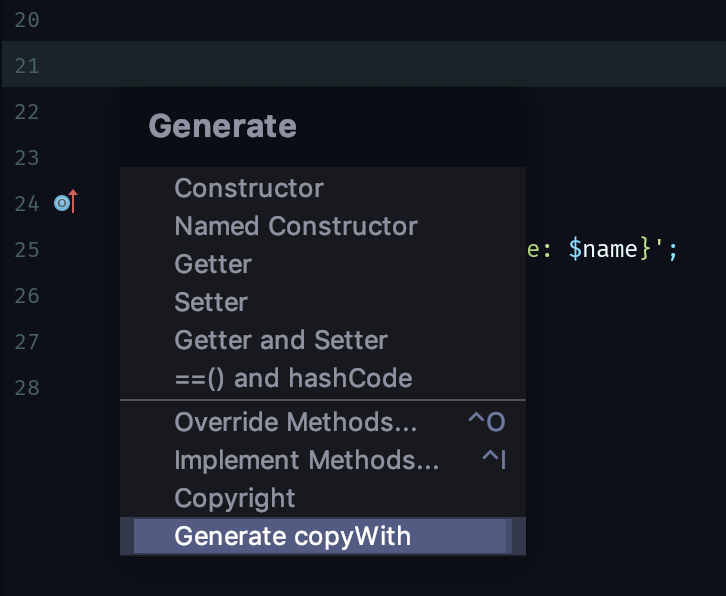 20
21
22
23
24
25
26
27
28
Generate
Constructor
Named Constructor
Getter
Setter
Getter and Setter
==() and hashCode
Override Methods... ^O
Implement Methods... ^I
Copyright
Generate copyWith
e: $name}';